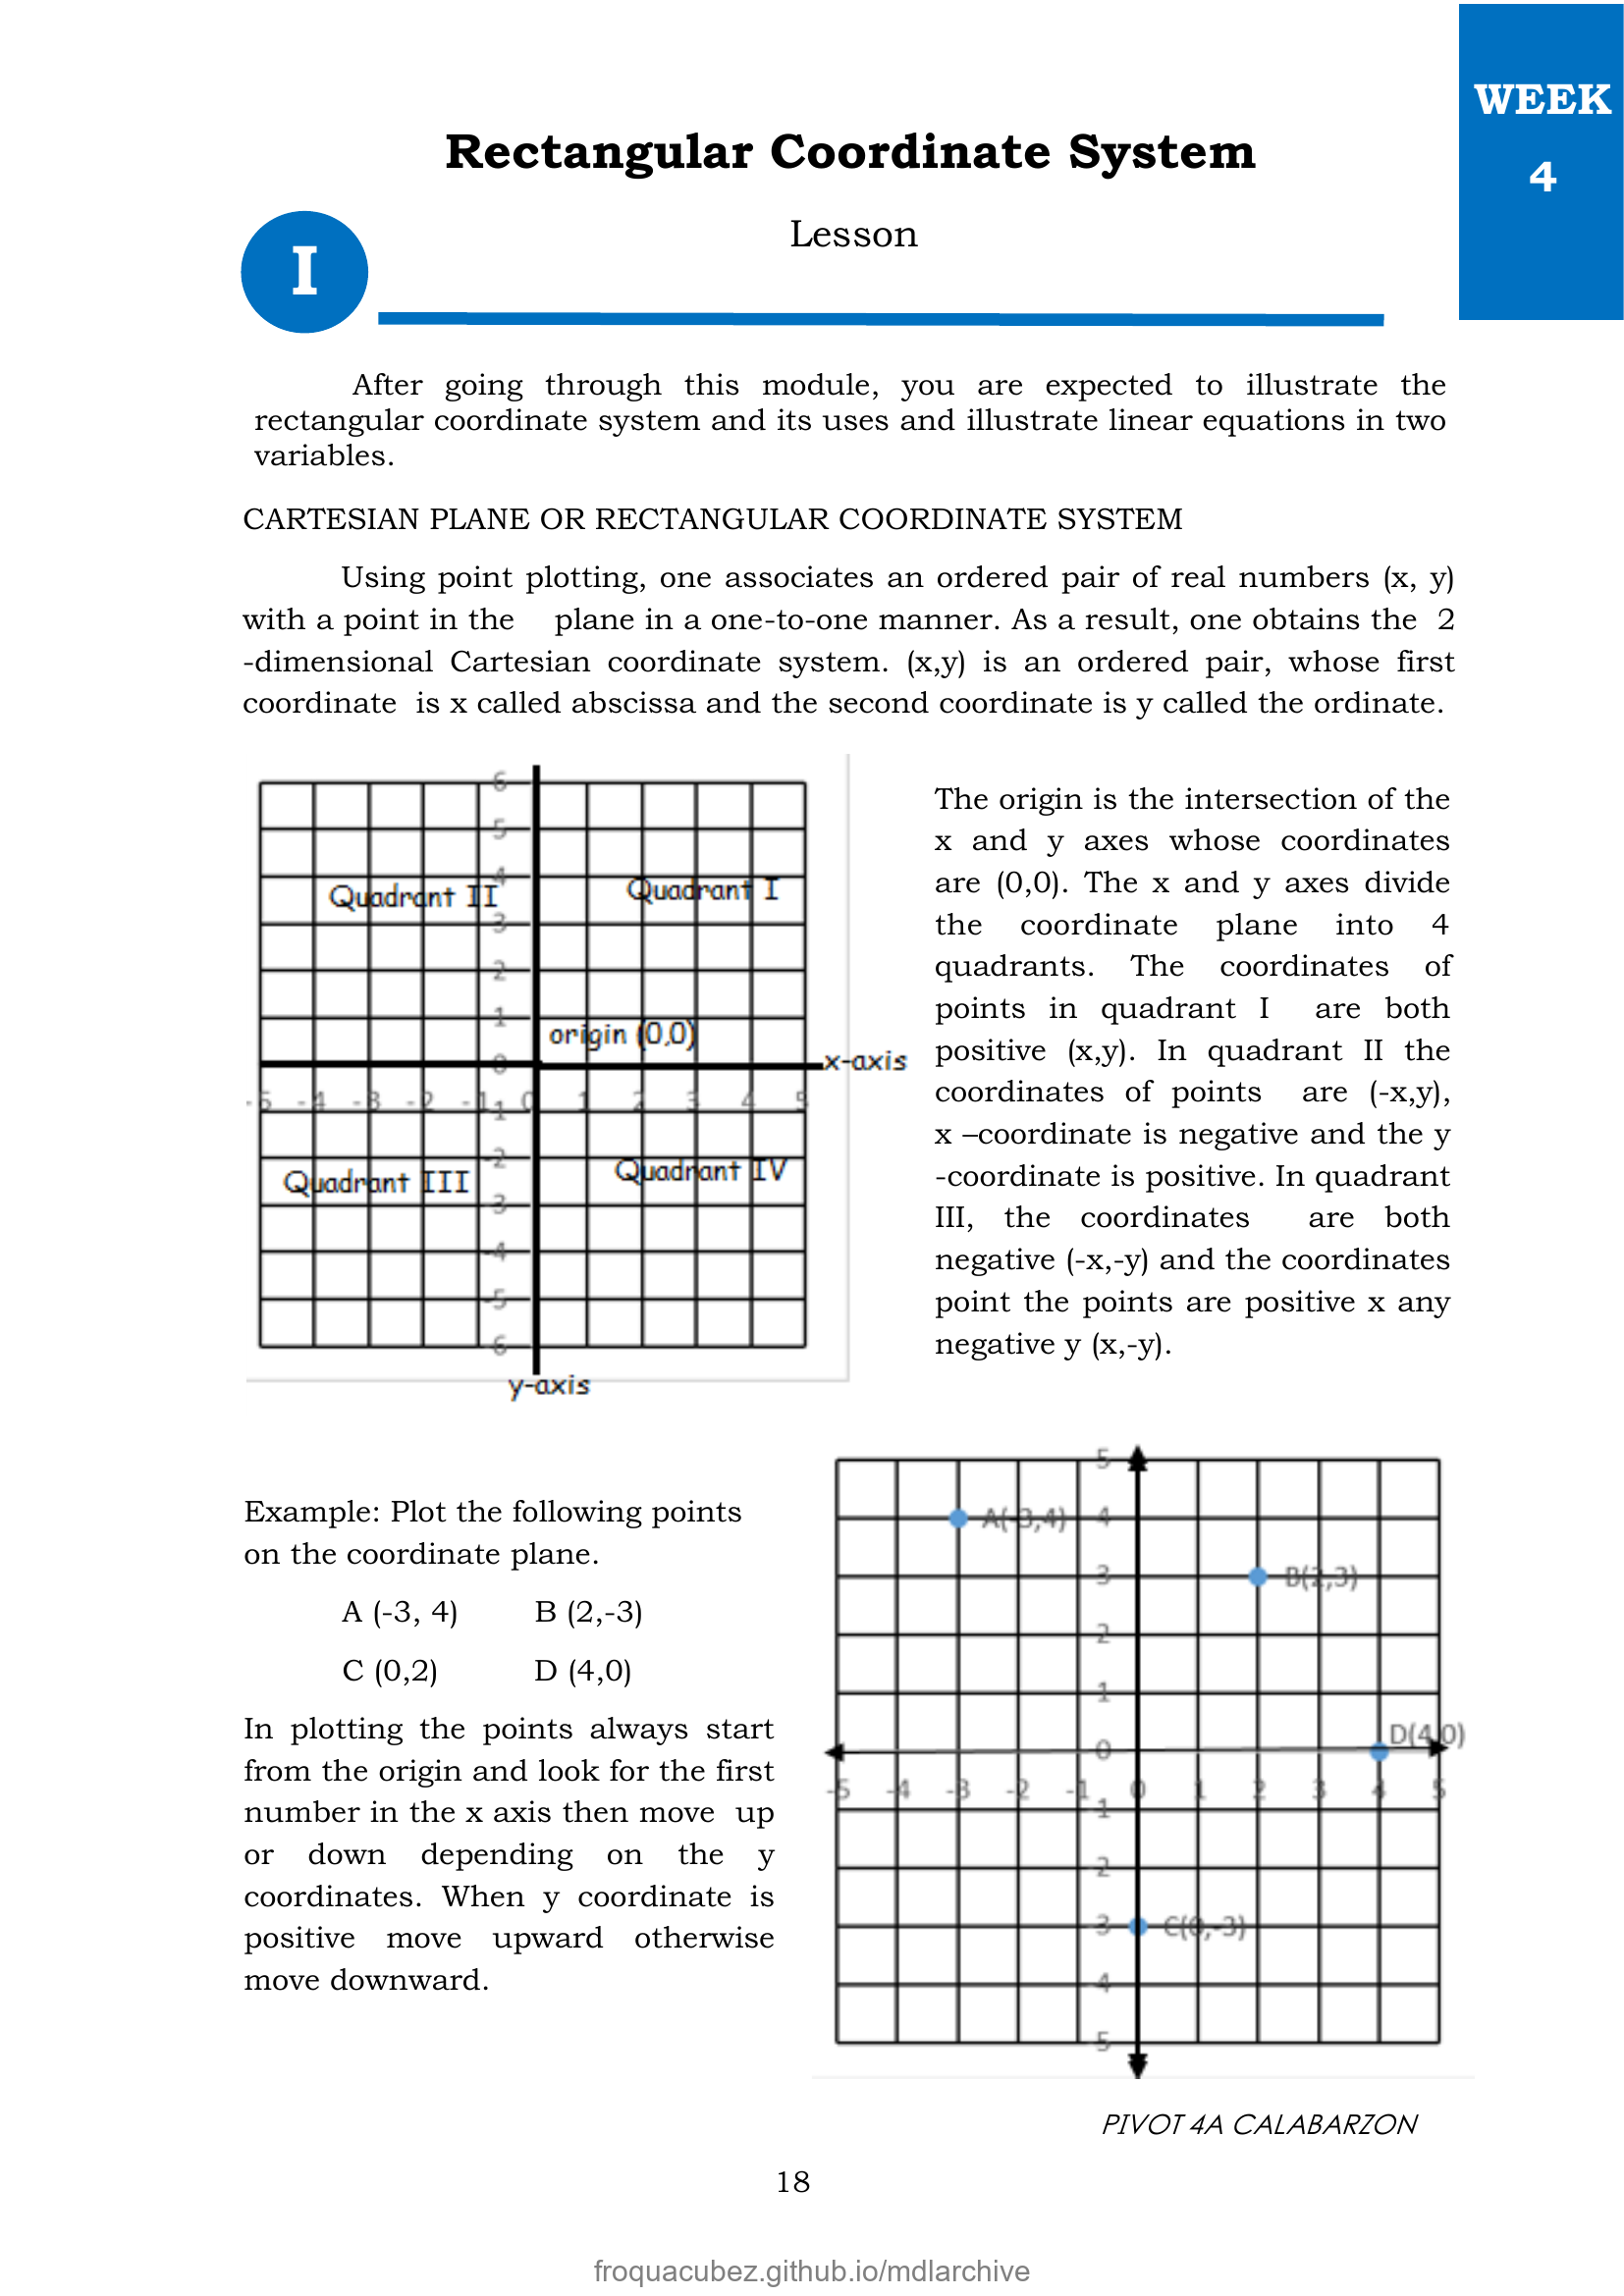 WEEK
4
Rectangular Coordinate System
Lesson
I
After going through this module, you are expected to illustrate the
rectangular coordinate system and its uses and illustrate linear equations in two
variables.
CARTESIAN PLANE OR RECTANGULAR COORDINATE SYSTEM
Using point plotting, one associates an ordered pair of real numbers (x, y)
with a point in the plane in a one-to-one manner. As a result, one obtains the 2
-dimensional Cartesian coordinate system. (x,y) is an ordered pair, whose first
coordinate is x called abscissa and the second coordinate is y called the ordinate.
6
5
4
Quadrant II
Quadrant I
3
2
1
origin (0,0)
0
x-axis
-5 -4 -3 -2 -1 0 1 2 3 4 5
-1
-2
Quadrant III
Quadrant IV
-3
-4
-5
-6
y-axis
The origin is the intersection of the
x and y axes whose coordinates
are (0,0). The x and y axes divide
the coordinate plane into 4
quadrants. The coordinates of
points in quadrant I are both
positive (x,y). In quadrant II the
coordinates of points are (-x,y),
x –coordinate is negative and the y
-coordinate is positive. In quadrant
III, the coordinates are both
negative (-x,-y) and the coordinates
point the points are positive x any
negative y (x,-y).
Example: Plot the following points
on the coordinate plane.
A (-3, 4) B (2,-3)
C (0,2) D (4,0)
In plotting the points always start
from the origin and look for the first
number in the x axis then move up
or down depending on the y
coordinates. When y coordinate is
positive move upward otherwise
move downward.
5
A(-3,4) 4
3 B(2,3)
2
1
D(4,0)
0
-5 -4 -3 -2 -1 0 1 2 3 4 5
-1
-2
-3 C(0,-3)
-4
-5
PIVOT 4A CALABARZON
18
froquacubez.github.io/mdlarchive